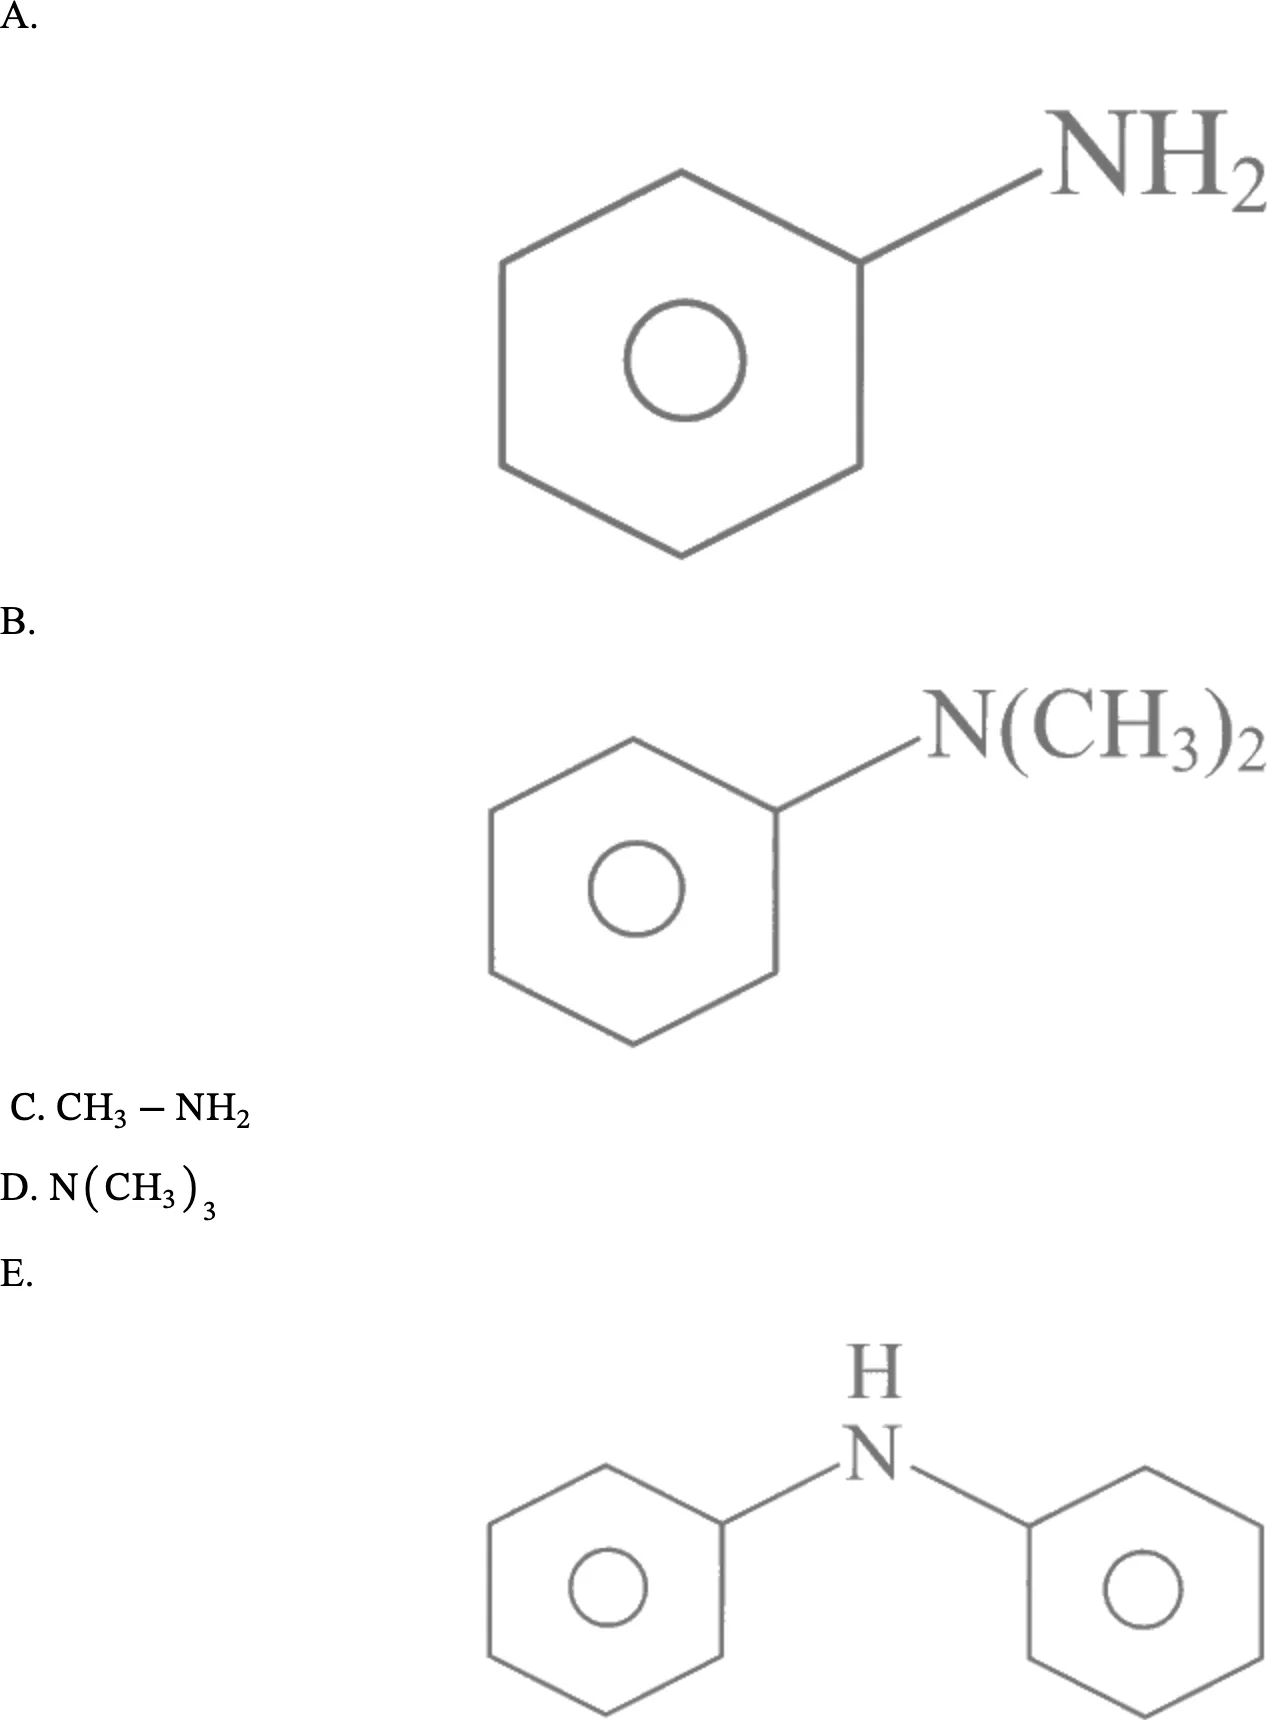 A.
NH₂
B.
N(CH₃)₂
C. CH₃ – NH₂
D. N(CH₃)₃
E.
H
N